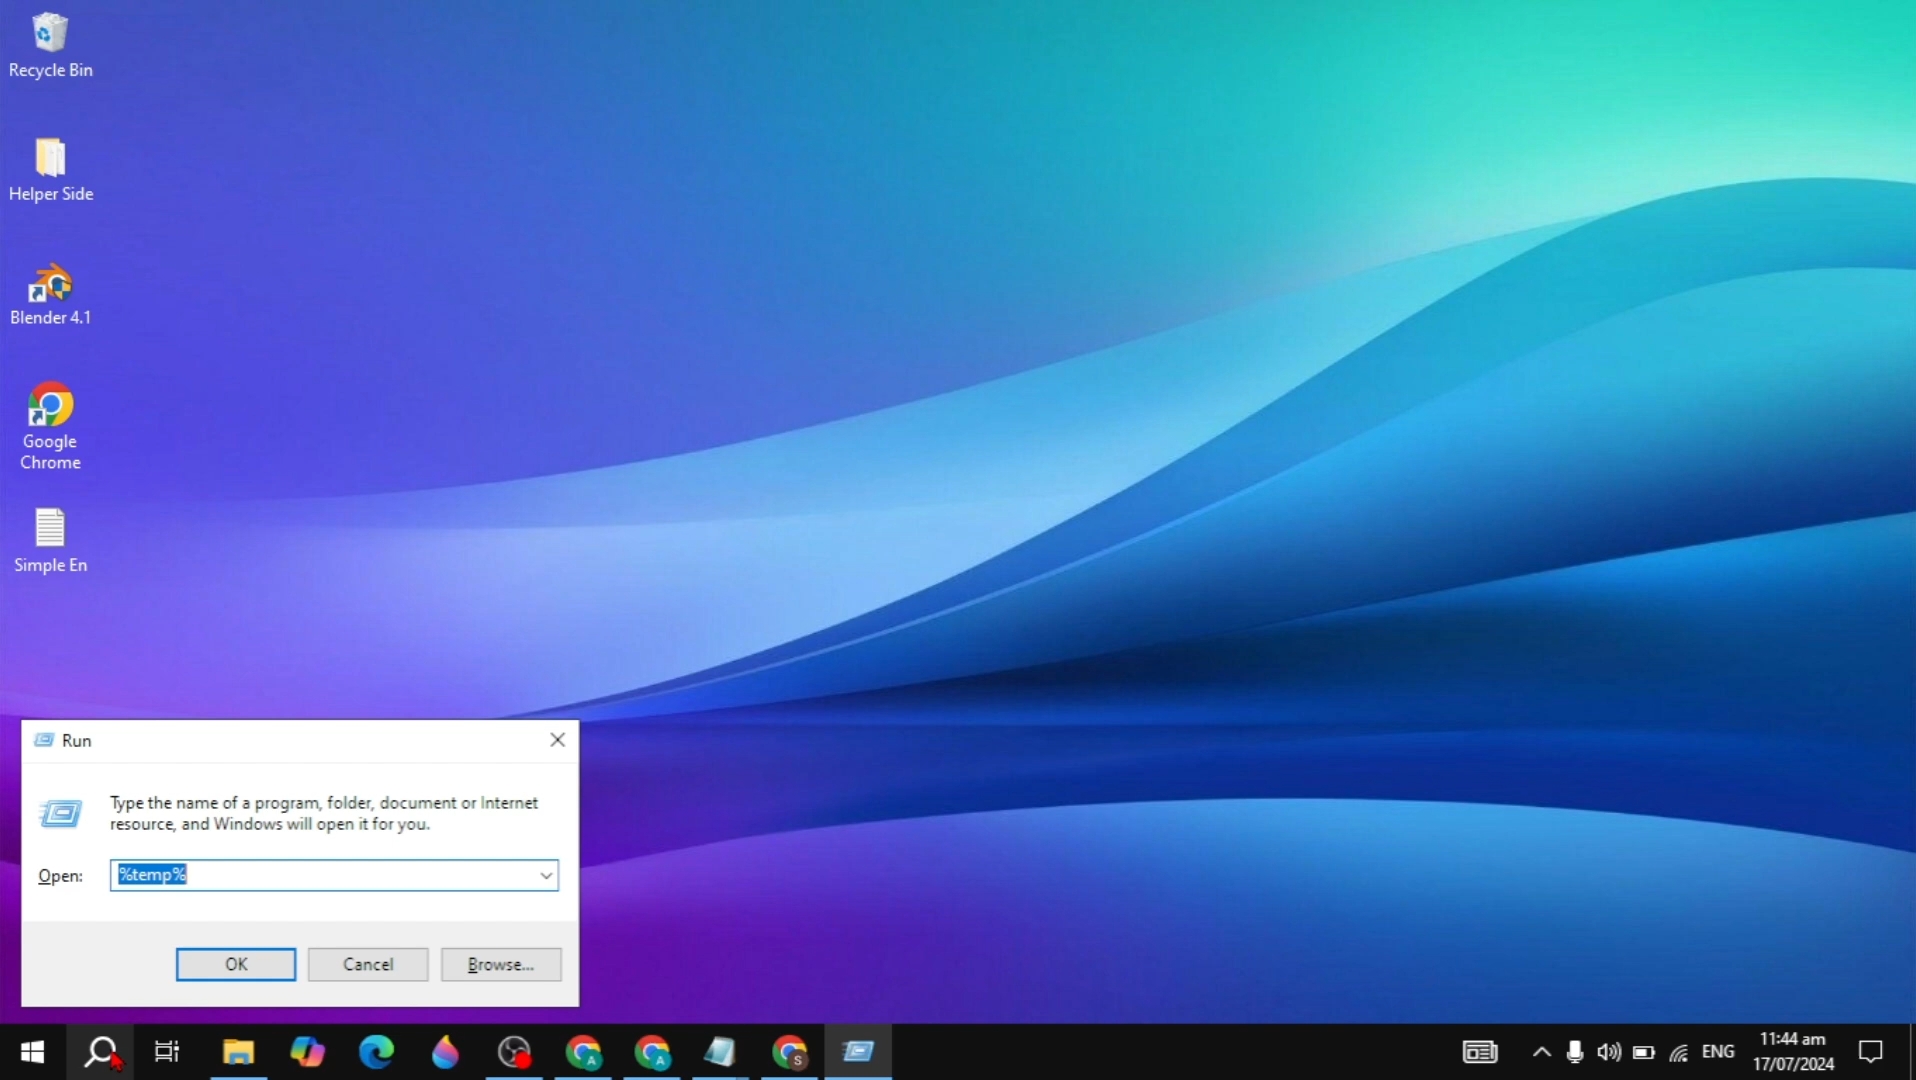 Recycle Bin
Helper Side
Blender 4.1
Google
Chrome
Simple En
Run
Type the name of a program, folder, document or Internet
resource, and Windows will open it for you.
Open:
%temp%
OK
Cancel
Browse...
A
A
S
ENG
11:44 am
17/07/2024